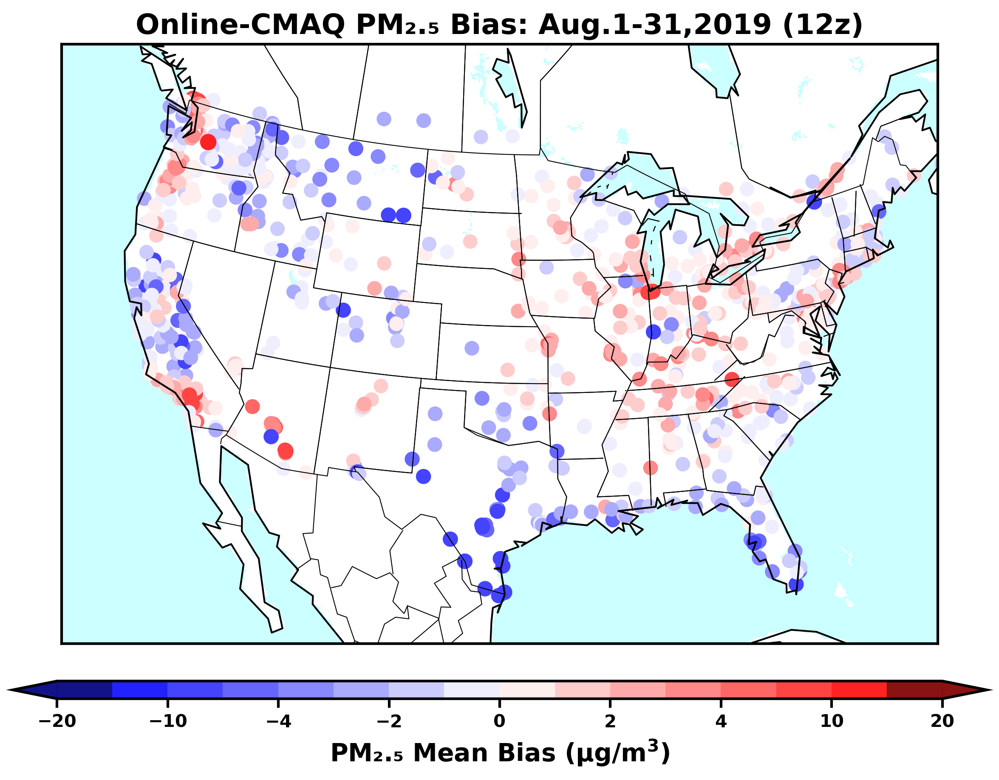 Online-CMAQ PM₂.₅ Bias: Aug.1-31,2019 (12z)
−20 −10 −4 −2 0 2 4 10 20
PM₂.₅ Mean Bias (μg/m³)